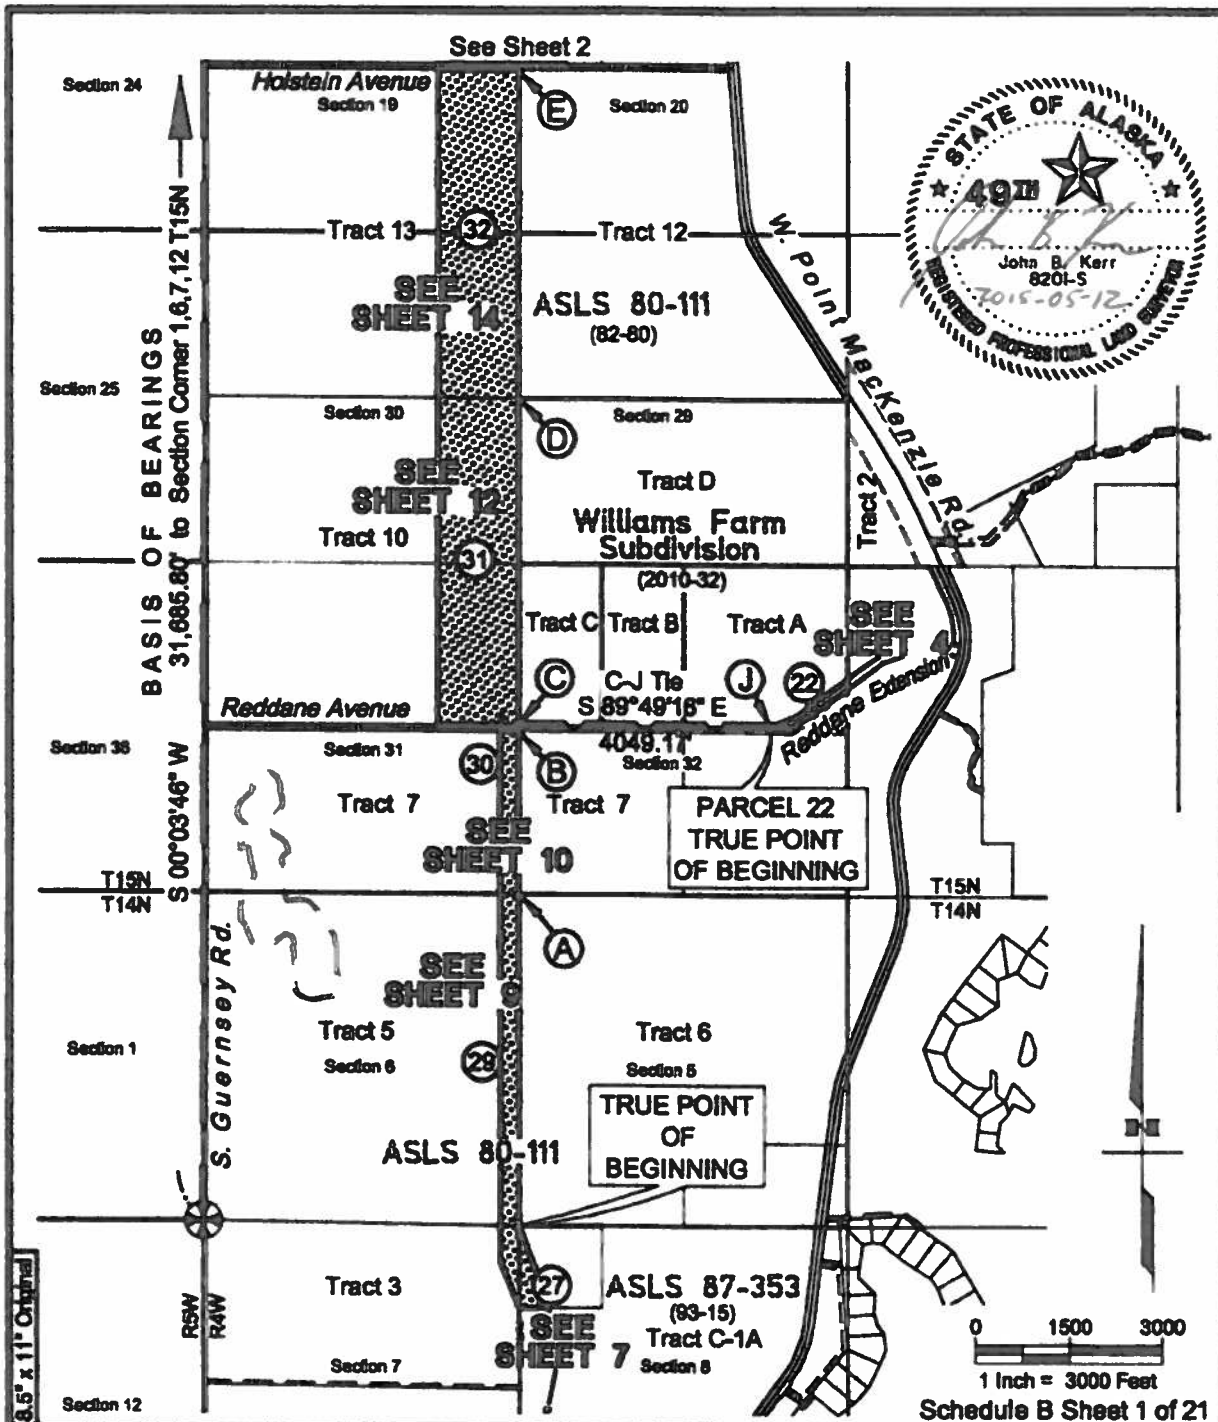 See Sheet 2
Section 24
Holstein Avenue
Section 19
E
Section 20
STATE OF ALASKA
49TH
John B. Kerr
8201-S
2015-05-12
REGISTERED PROFESSIONAL LAND SURVEYOR
BASIS OF BEARINGS
31,685.80' to Section Corner 1,6,7,12 T15N
S 00°03'46" W
Tract 13
32
Tract 12
SEE
SHEET 14
ASLS 80-111
(82-80)
W. Point MacKenzie Rd.
Section 25
Section 30
D
Section 29
SEE
SHEET 12
Tract D
Williams Farm
Subdivision
(2010-32)
Tract 2
Tract 10
31
Tract C
Tract B
Tract A
SEE
SHEET 4
C
C-J Tie
S 89°49'16" E
4049.17'
J
22
Reddane Extension
Reddane Avenue
Section 36
Section 31
30
B
Section 32
Tract 7
Tract 7
PARCEL 22
TRUE POINT
OF BEGINNING
SEE
SHEET 10
T15N
T14N
T15N
T14N
A
S. Guernsey Rd.
SEE
SHEET 9
Section 1
Tract 5
Section 6
29
Tract 6
Section 5
TRUE POINT
OF
BEGINNING
ASLS 80-111
N
R5W
R4W
Tract 3
27
ASLS 87-353
(93-15)
Tract C-1A
SEE
SHEET 7
Section 7
Section 8
Section 12
8.5" x 11" Original
0 1500 3000
1 Inch = 3000 Feet
Schedule B Sheet 1 of 21